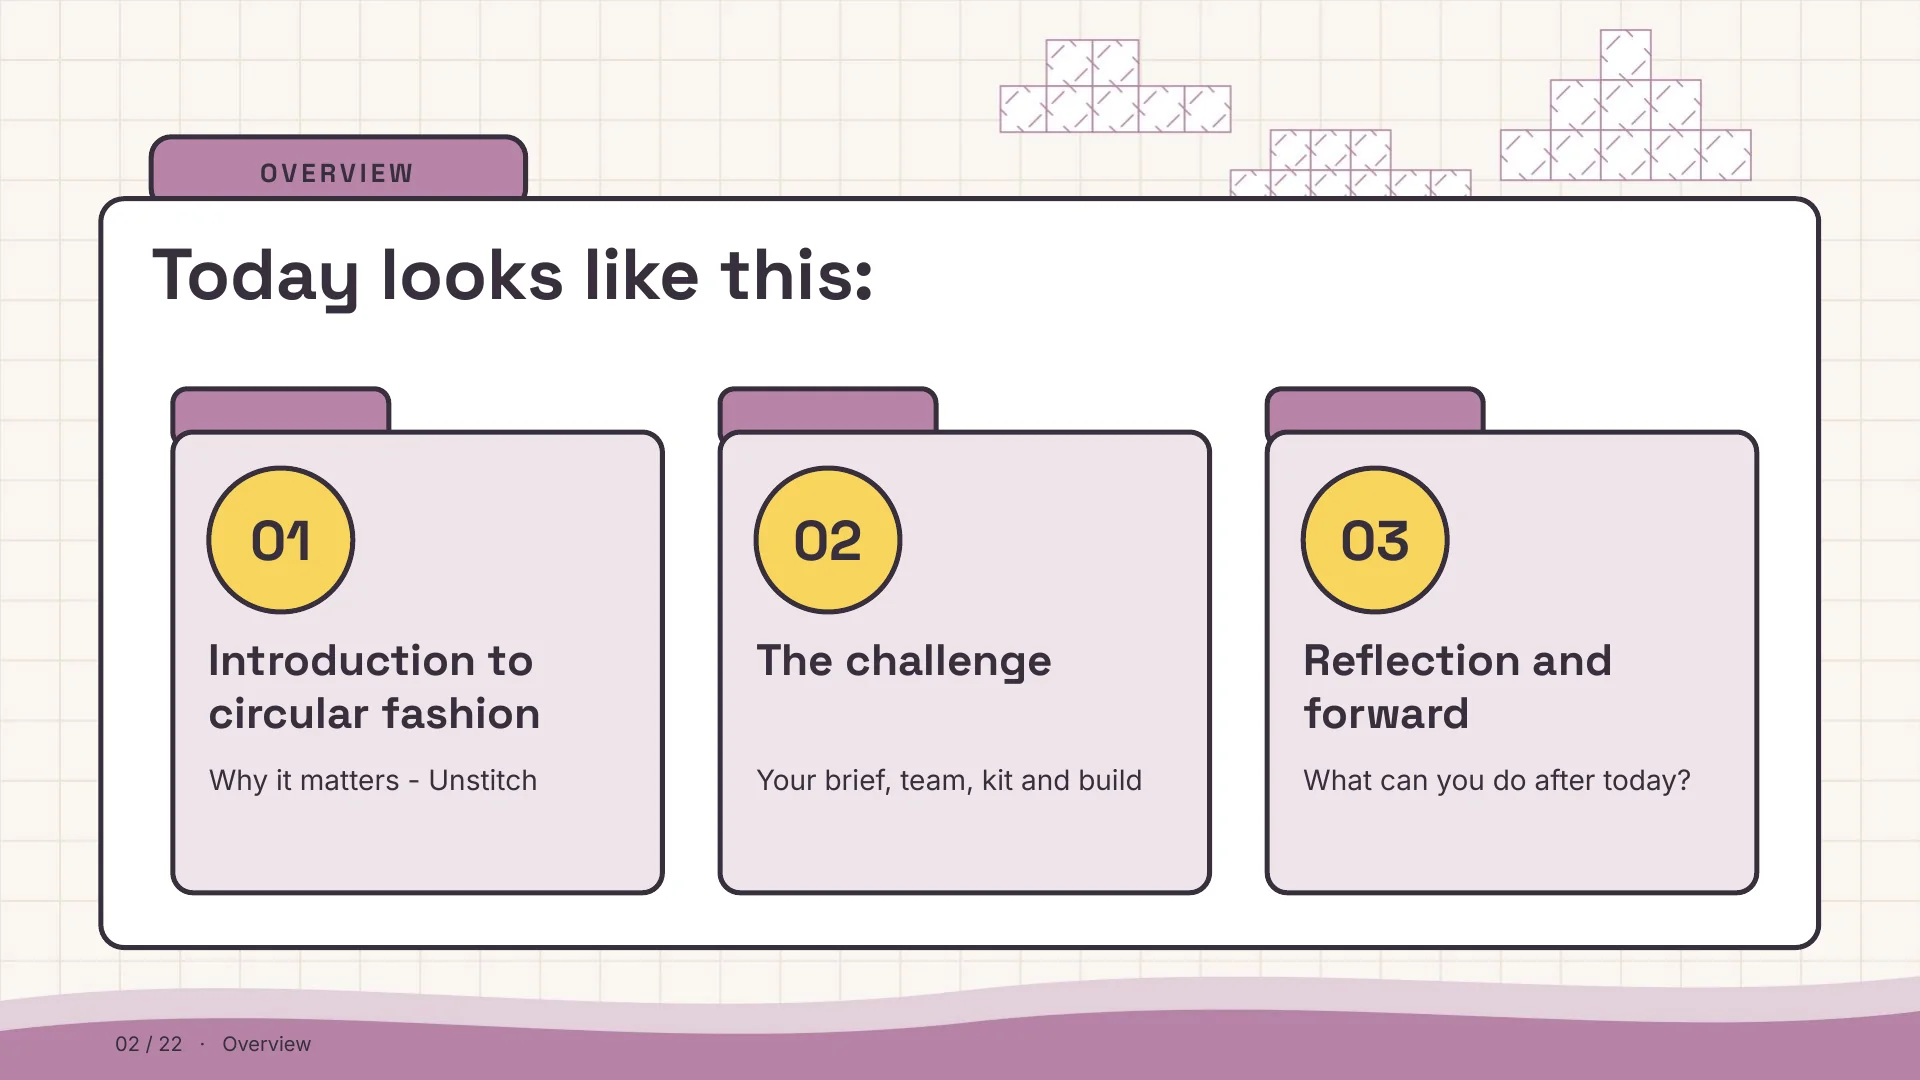 OVERVIEW
Today looks like this:
01
Introduction to
circular fashion
Why it matters - Unstitch
02
The challenge
Your brief, team, kit and build
03
Reflection and
forward
What can you do after today?
02 / 22 · Overview